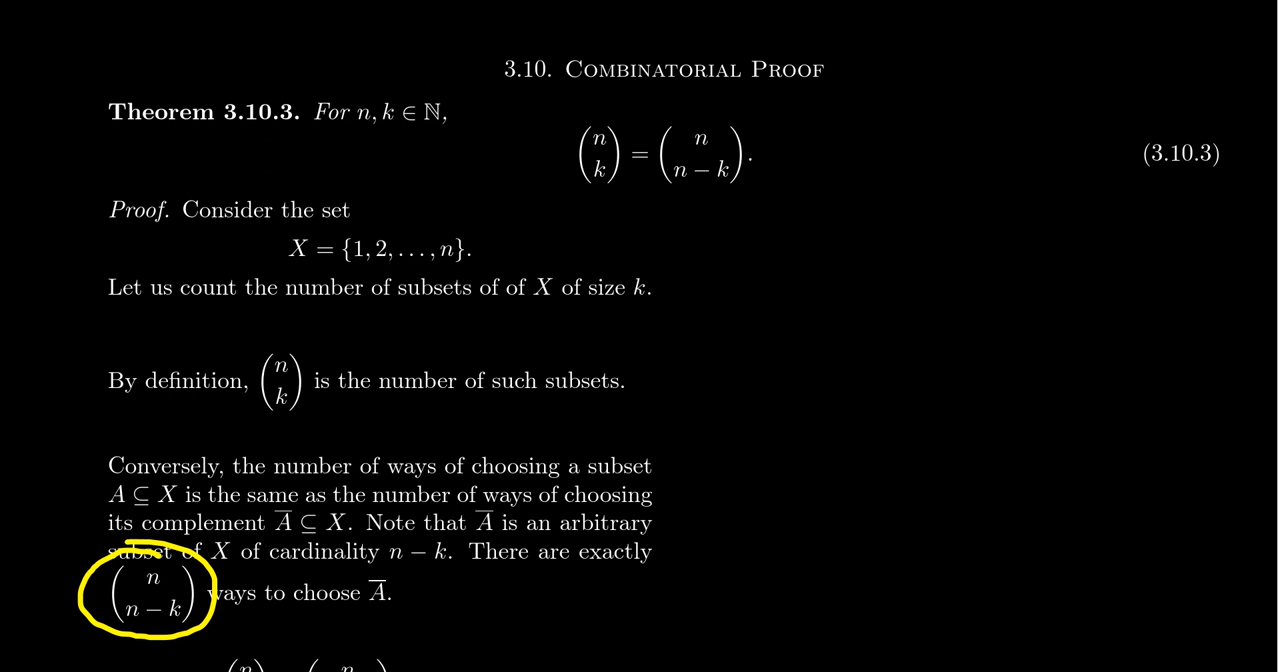 3.10. COMBINATORIAL PROOF
Theorem 3.10.3. For n, k ∈ ℕ,
(n k) = (n n − k). (3.10.3)
Proof. Consider the set
X = {1, 2, . . . , n}.
Let us count the number of subsets of of X of size k.
By definition, (n k) is the number of such subsets.
Conversely, the number of ways of choosing a subset
A ⊆ X is the same as the number of ways of choosing
its complement A̅ ⊆ X. Note that A̅ is an arbitrary
subset of X of cardinality n − k. There are exactly
(n n − k) ways to choose A̅.
(n) (n)